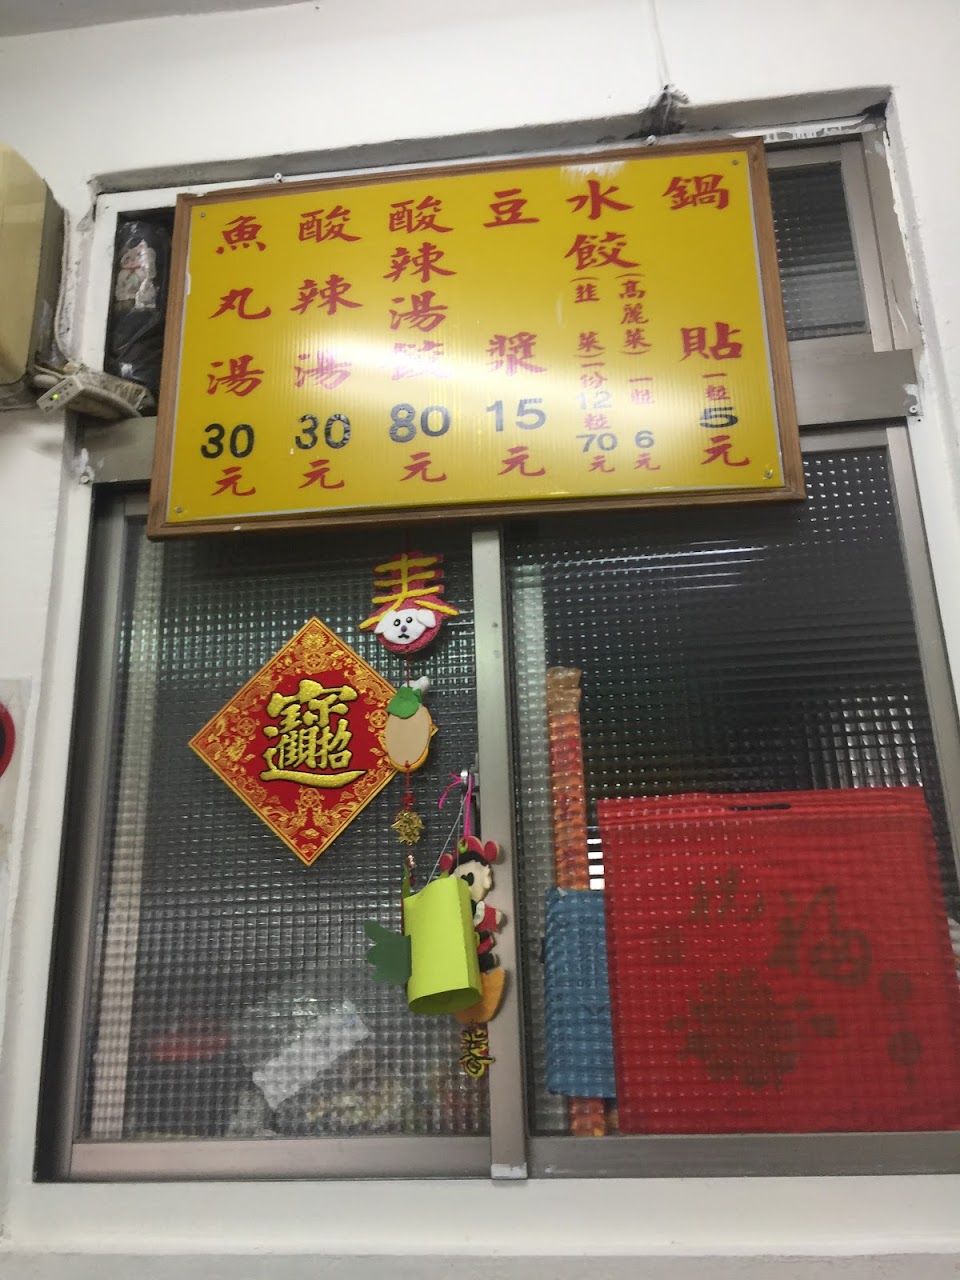 鍋貼一粒5元
水餃
(高麗菜)一粒6元
(韭菜)一份12粒70元
豆漿15元
酸辣湯餃80元
酸辣湯30元
魚丸湯30元
春
招財進寶
福